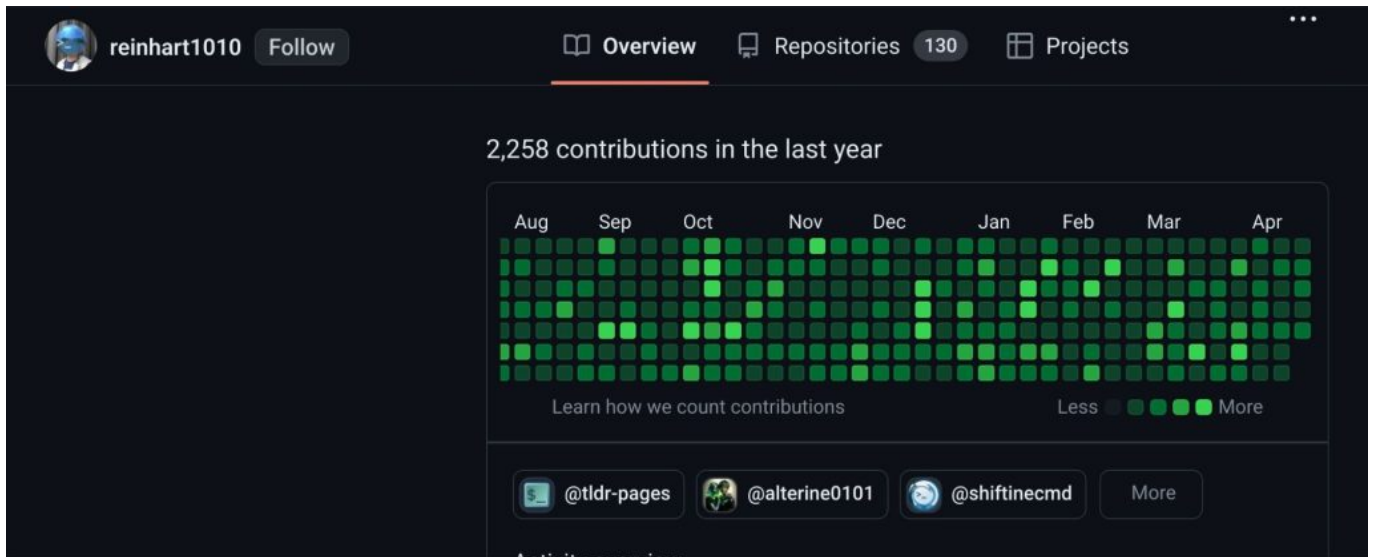 reinhart1010 Follow Overview Repositories 130 Projects
2,258 contributions in the last year
Aug Sep Oct Nov Dec Jan Feb Mar Apr
Learn how we count contributions Less More
@tldr-pages @alterine0101 @shiftinecmd More